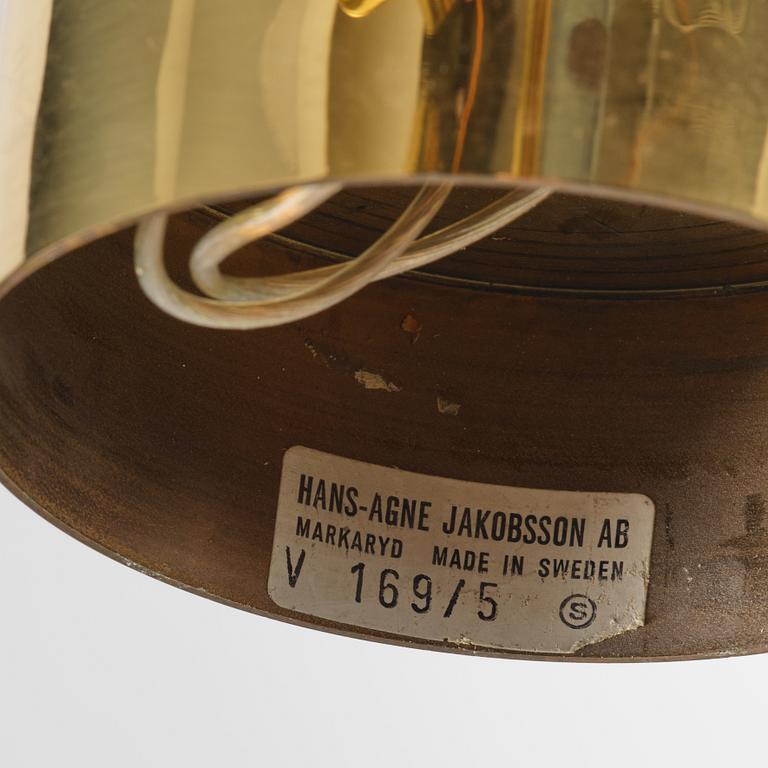 HANS-AGNE JAKOBSSON AB
MARKARYD MADE IN SWEDEN
V 169/5 Ⓢ